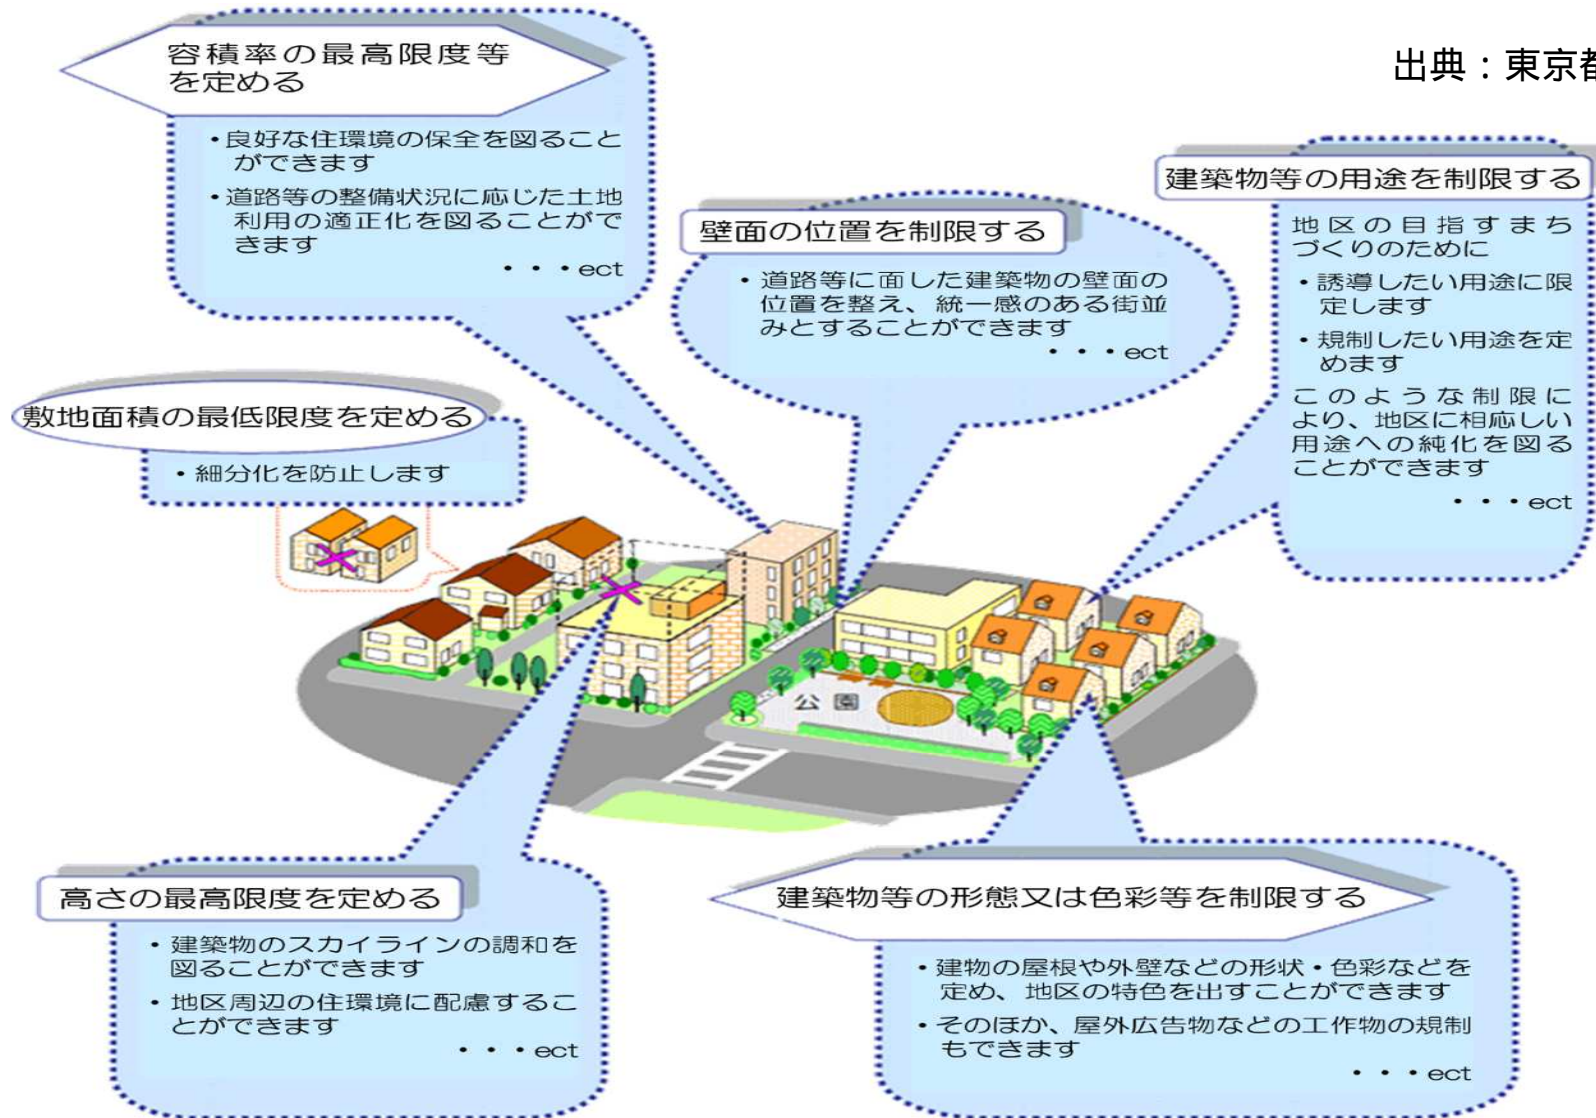 出典：東京都
容積率の最高限度等
を定める
・良好な住環境の保全を図ること
ができます
・道路等の整備状況に応じた土地
利用の適正化を図ることがで
きます
・・・ect
壁面の位置を制限する
・道路等に面した建築物の壁面の
位置を整え、統一感のある街並
みとすることができます
・・・ect
建築物等の用途を制限する
地区の目指すまち
づくりのために
・誘導したい用途に限
定します
・規制したい用途を定
めます
このような制限に
より、地区に相応しい
用途への純化を図る
ことができます
・・・ect
敷地面積の最低限度を定める
・細分化を防止します
公園
高さの最高限度を定める
・建築物のスカイラインの調和を
図ることができます
・地区周辺の住環境に配慮するこ
とができます
・・・ect
建築物等の形態又は色彩等を制限する
・建物の屋根や外壁などの形状・色彩などを
定め、地区の特色を出すことができます
・そのほか、屋外広告物などの工作物の規制
もできます
・・・ect